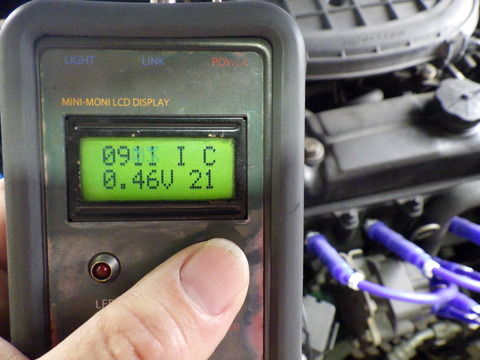 LIGHT LINK POWER
MINI-MONI LCD DISPLAY
I C
0.46V 21